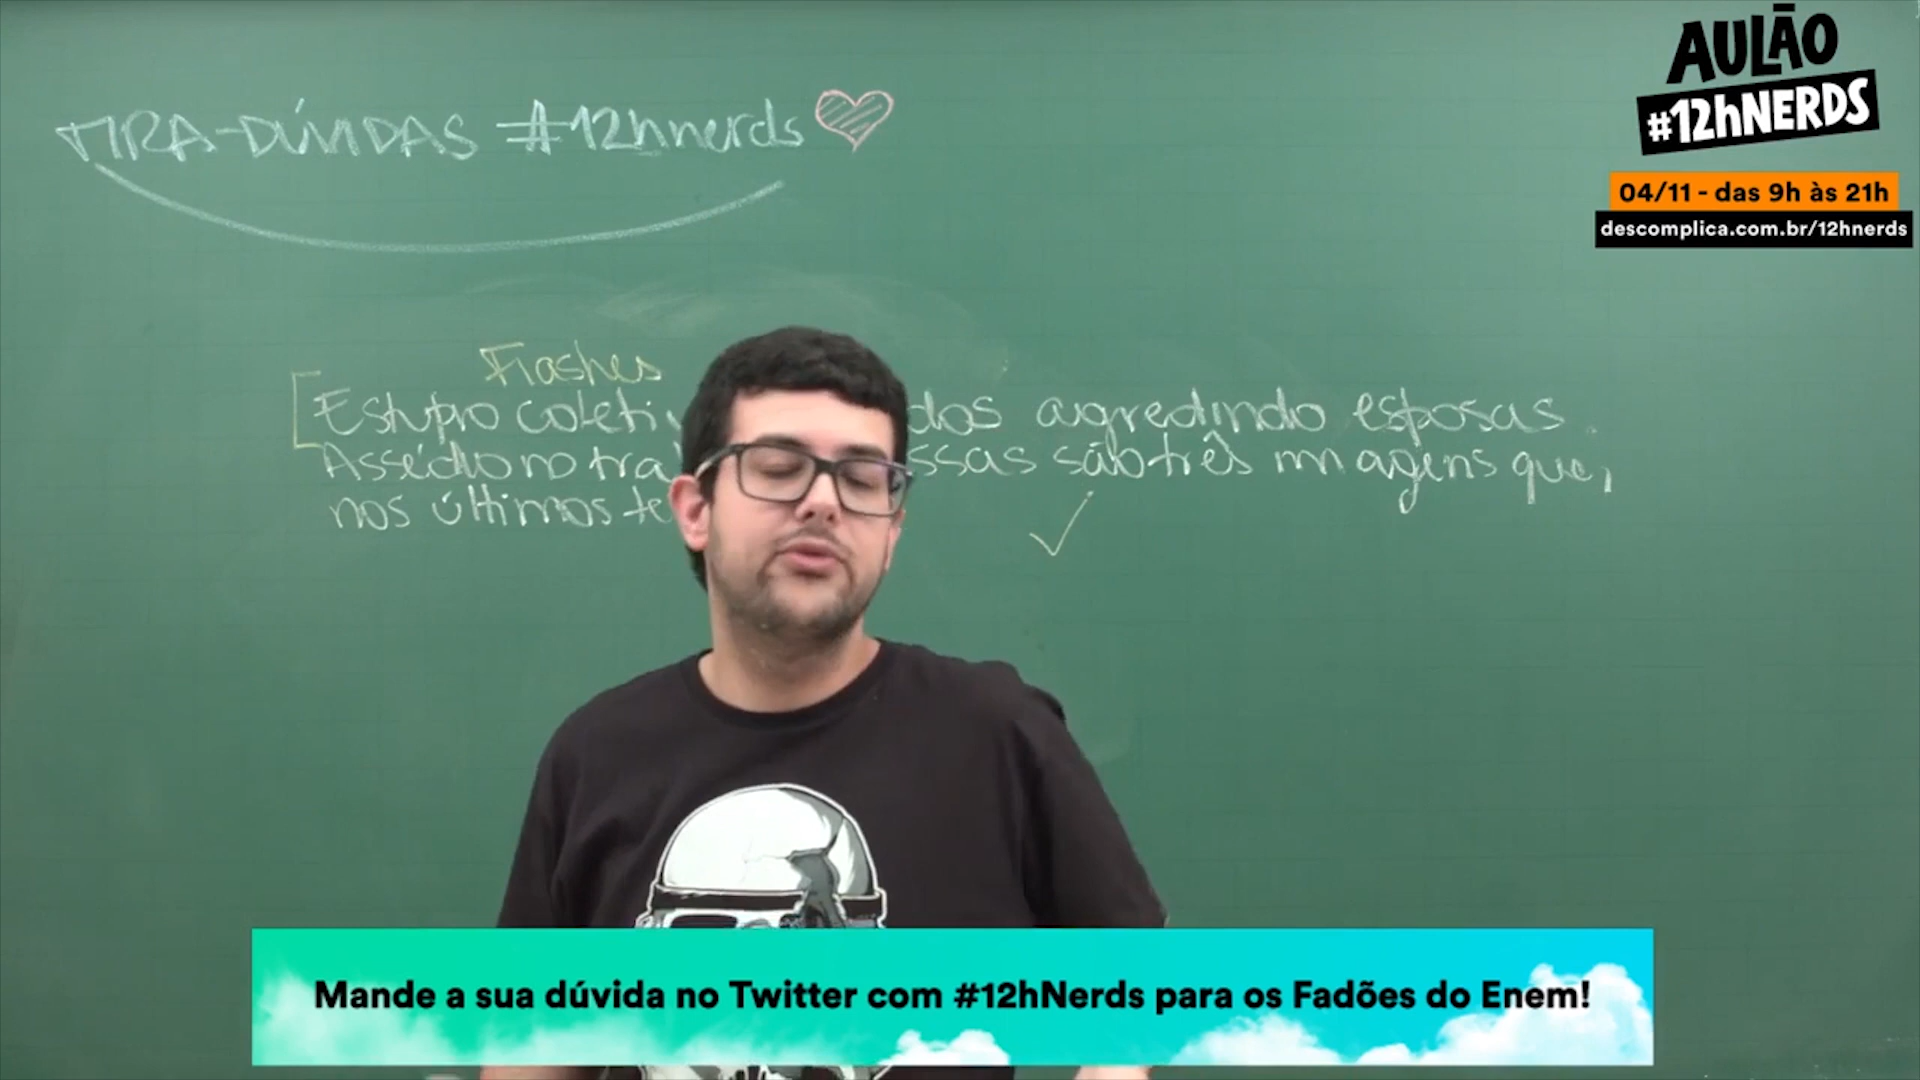 TIRA-DÚVIDAS #12hnerds
AULÃO
#12hNERDS
04/11 - das 9h às 21h
descomplica.com.br/12hnerds
Flashes
Estupro coleti dos agredindo esposas.
Assédio no tra ssas são três imagens que,
nos últimos te
Mande a sua dúvida no Twitter com #12hNerds para os Fadões do Enem!